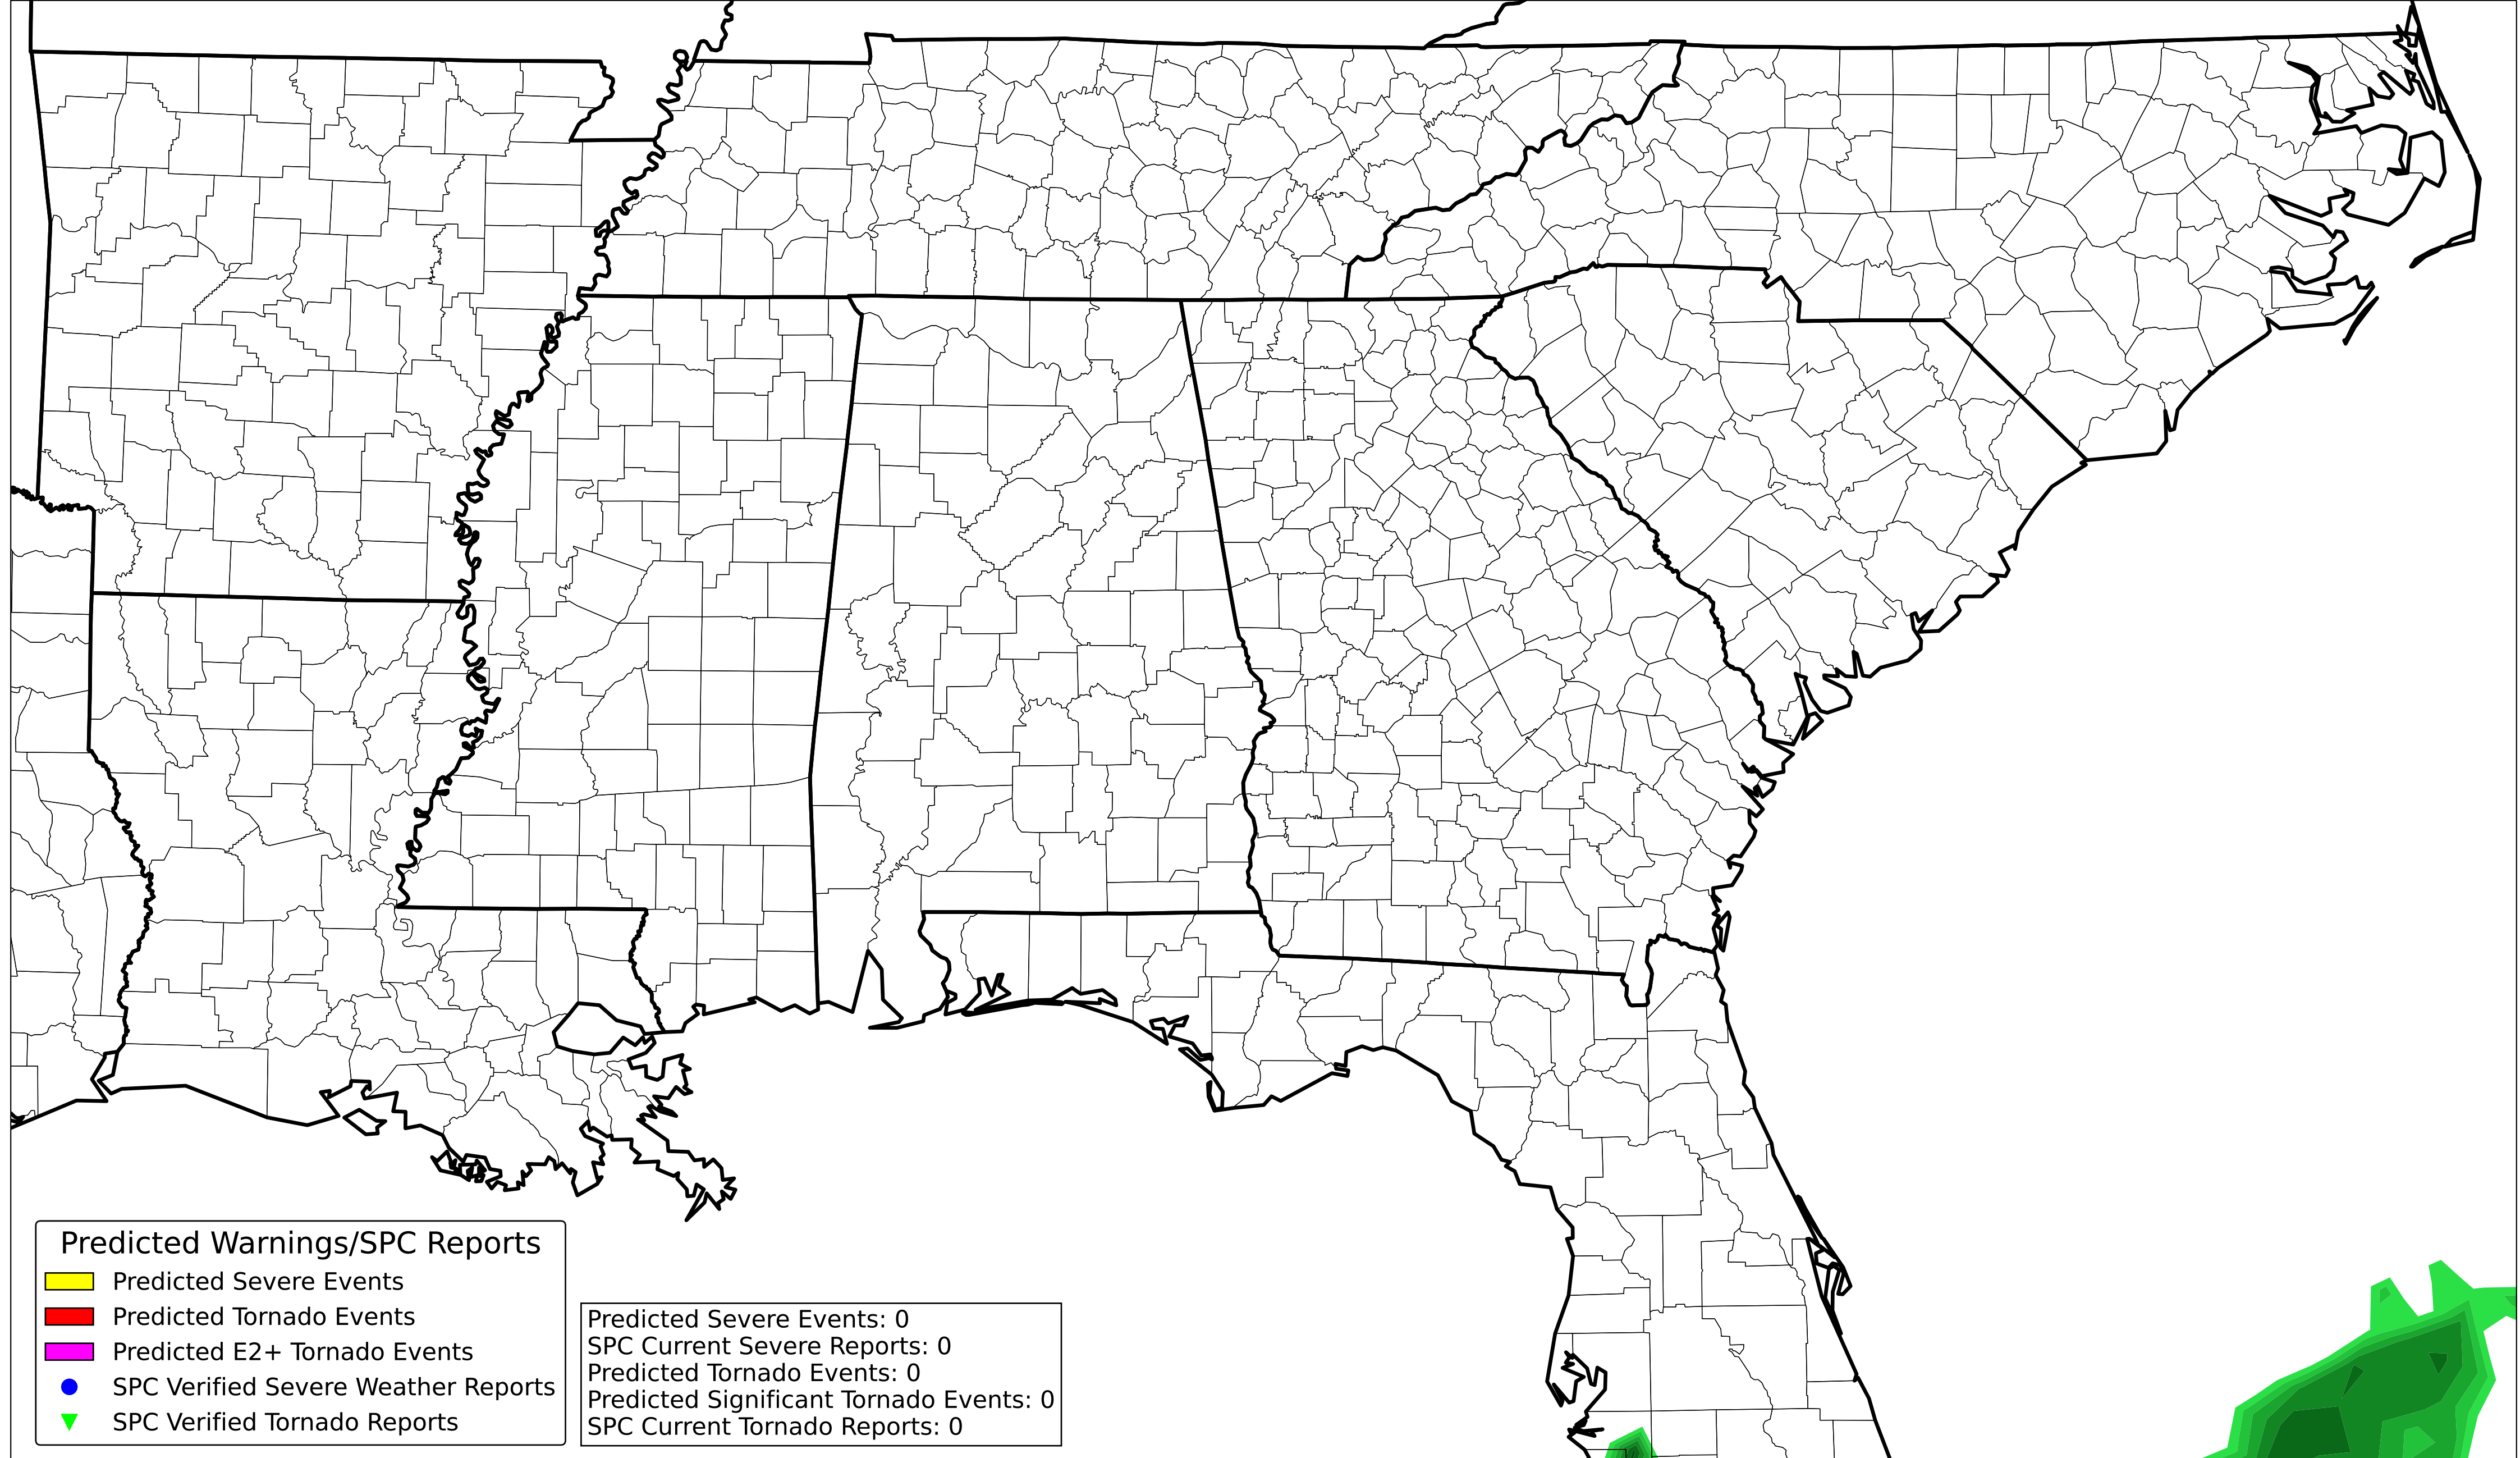 Predicted Warnings/SPC Reports
Predicted Severe Events
Predicted Tornado Events
Predicted E2+ Tornado Events
SPC Verified Severe Weather Reports
SPC Verified Tornado Reports
Predicted Severe Events: 0
SPC Current Severe Reports: 0
Predicted Tornado Events: 0
Predicted Significant Tornado Events: 0
SPC Current Tornado Reports: 0